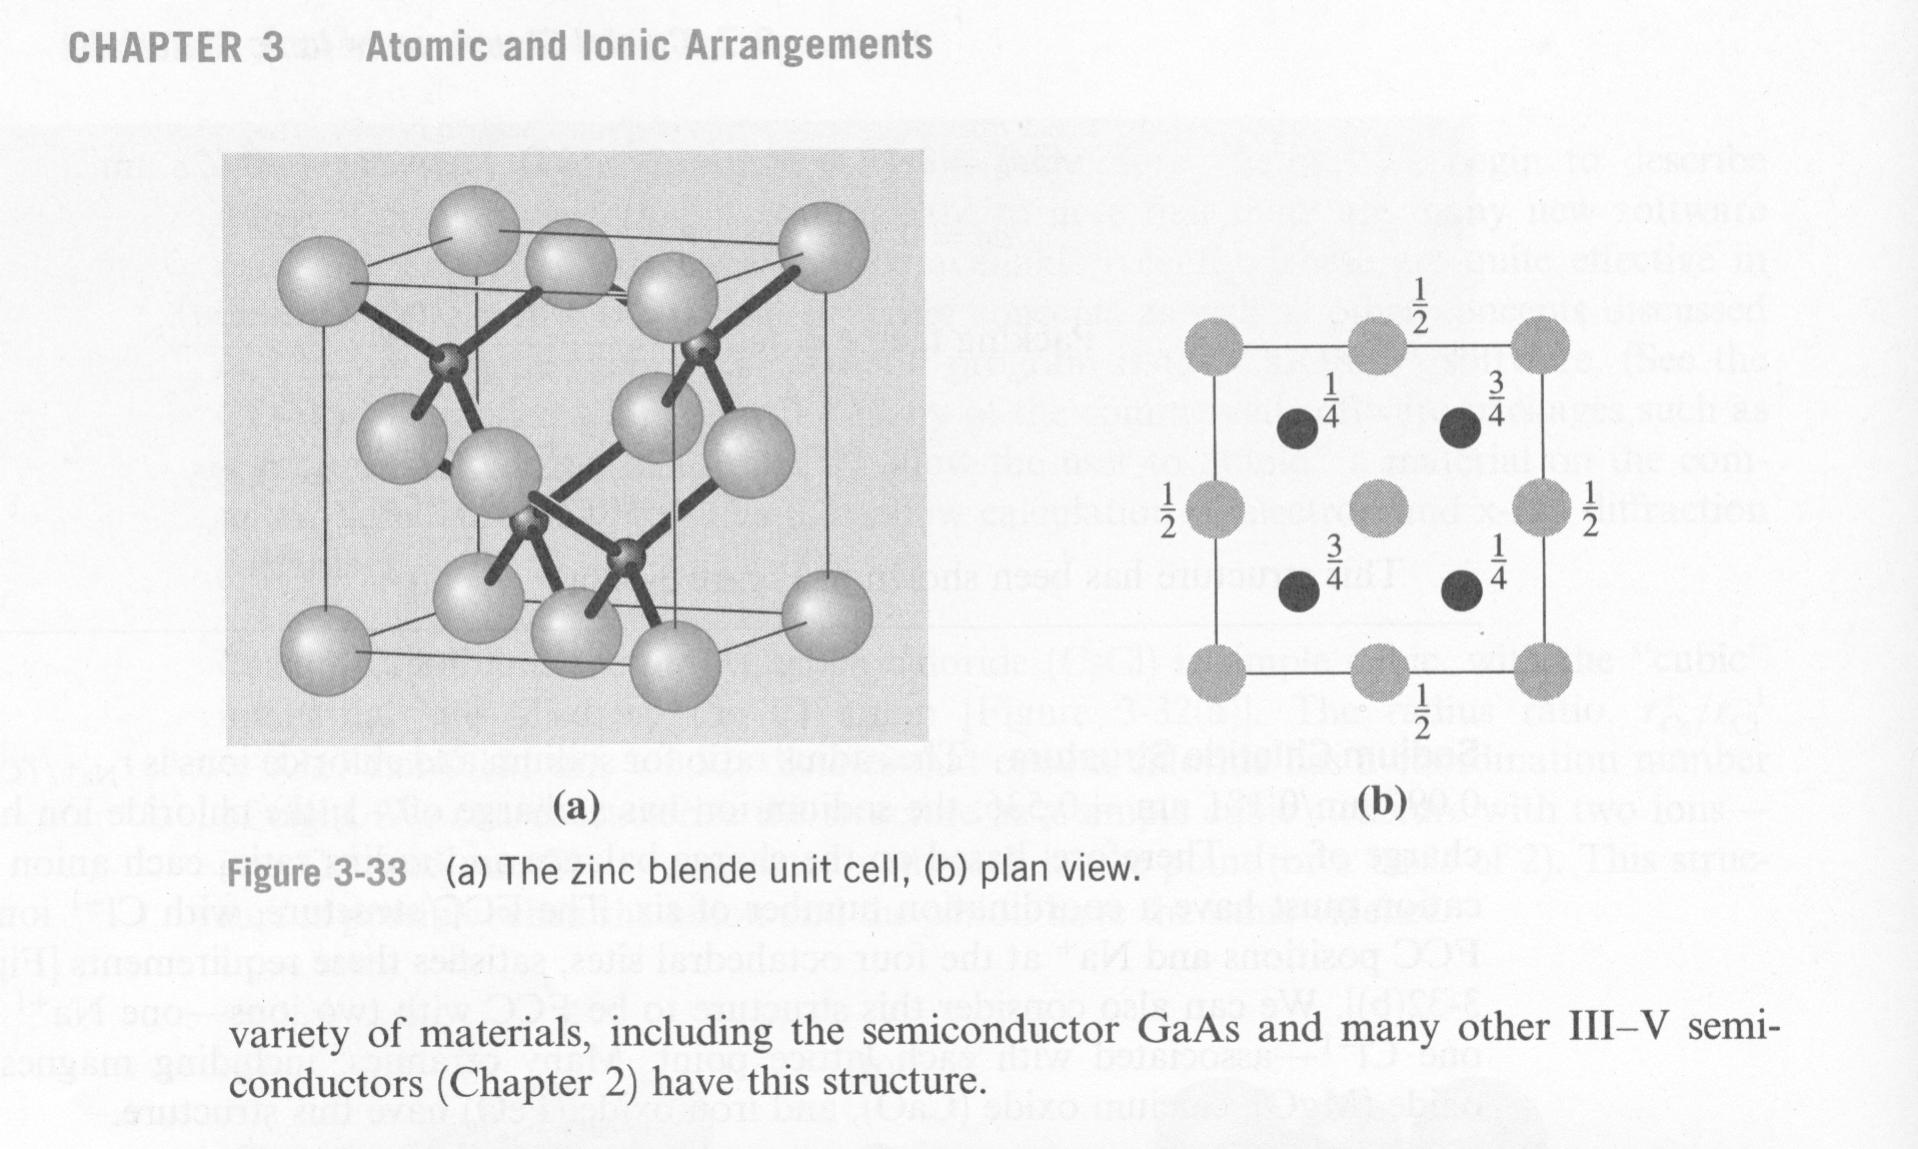 CHAPTER 3 Atomic and Ionic Arrangements
1/2
1/4 3/4
1/2 1/2
3/4 1/4
1/2
(a) (b)
Figure 3-33 (a) The zinc blende unit cell, (b) plan view.
variety of materials, including the semiconductor GaAs and many other III–V semi-
conductors (Chapter 2) have this structure.